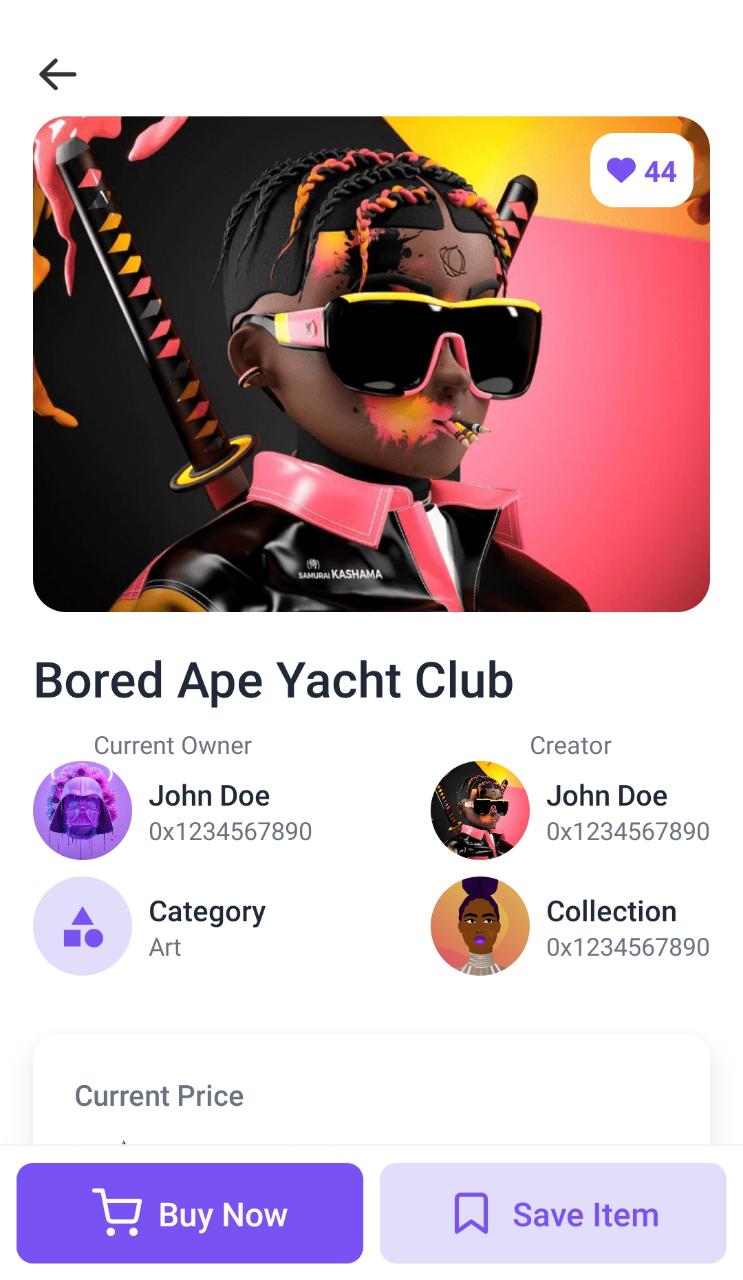 44
SAMURAI KASHAMA
Bored Ape Yacht Club
Current Owner
Creator
John Doe
0x1234567890
John Doe
0x1234567890
Category
Art
Collection
0x1234567890
Current Price
Buy Now
Save Item